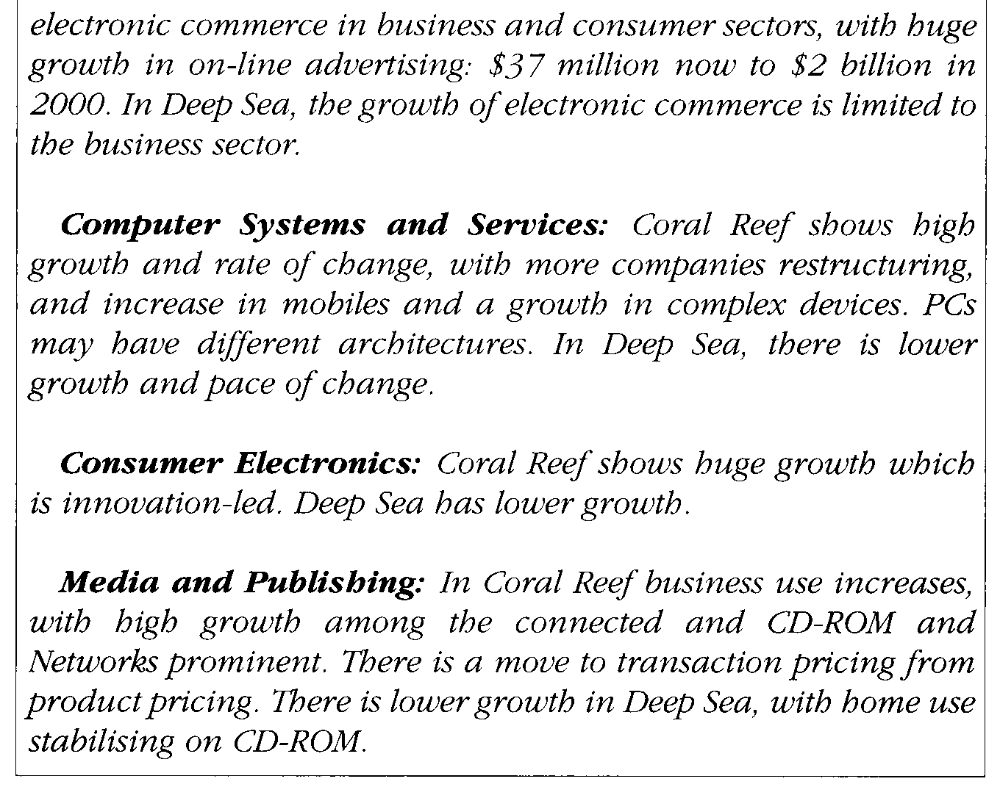 electronic commerce in business and consumer sectors, with huge
growth in on-line advertising: $37 million now to $2 billion in
2000. In Deep Sea, the growth of electronic commerce is limited to
the business sector.
Computer Systems and Services: Coral Reef shows high
growth and rate of change, with more companies restructuring,
and increase in mobiles and a growth in complex devices. PCs
may have different architectures. In Deep Sea, there is lower
growth and pace of change.
Consumer Electronics: Coral Reef shows huge growth which
is innovation-led. Deep Sea has lower growth.
Media and Publishing: In Coral Reef business use increases,
with high growth among the connected and CD-ROM and
Networks prominent. There is a move to transaction pricing from
product pricing. There is lower growth in Deep Sea, with home use
stabilising on CD-ROM.